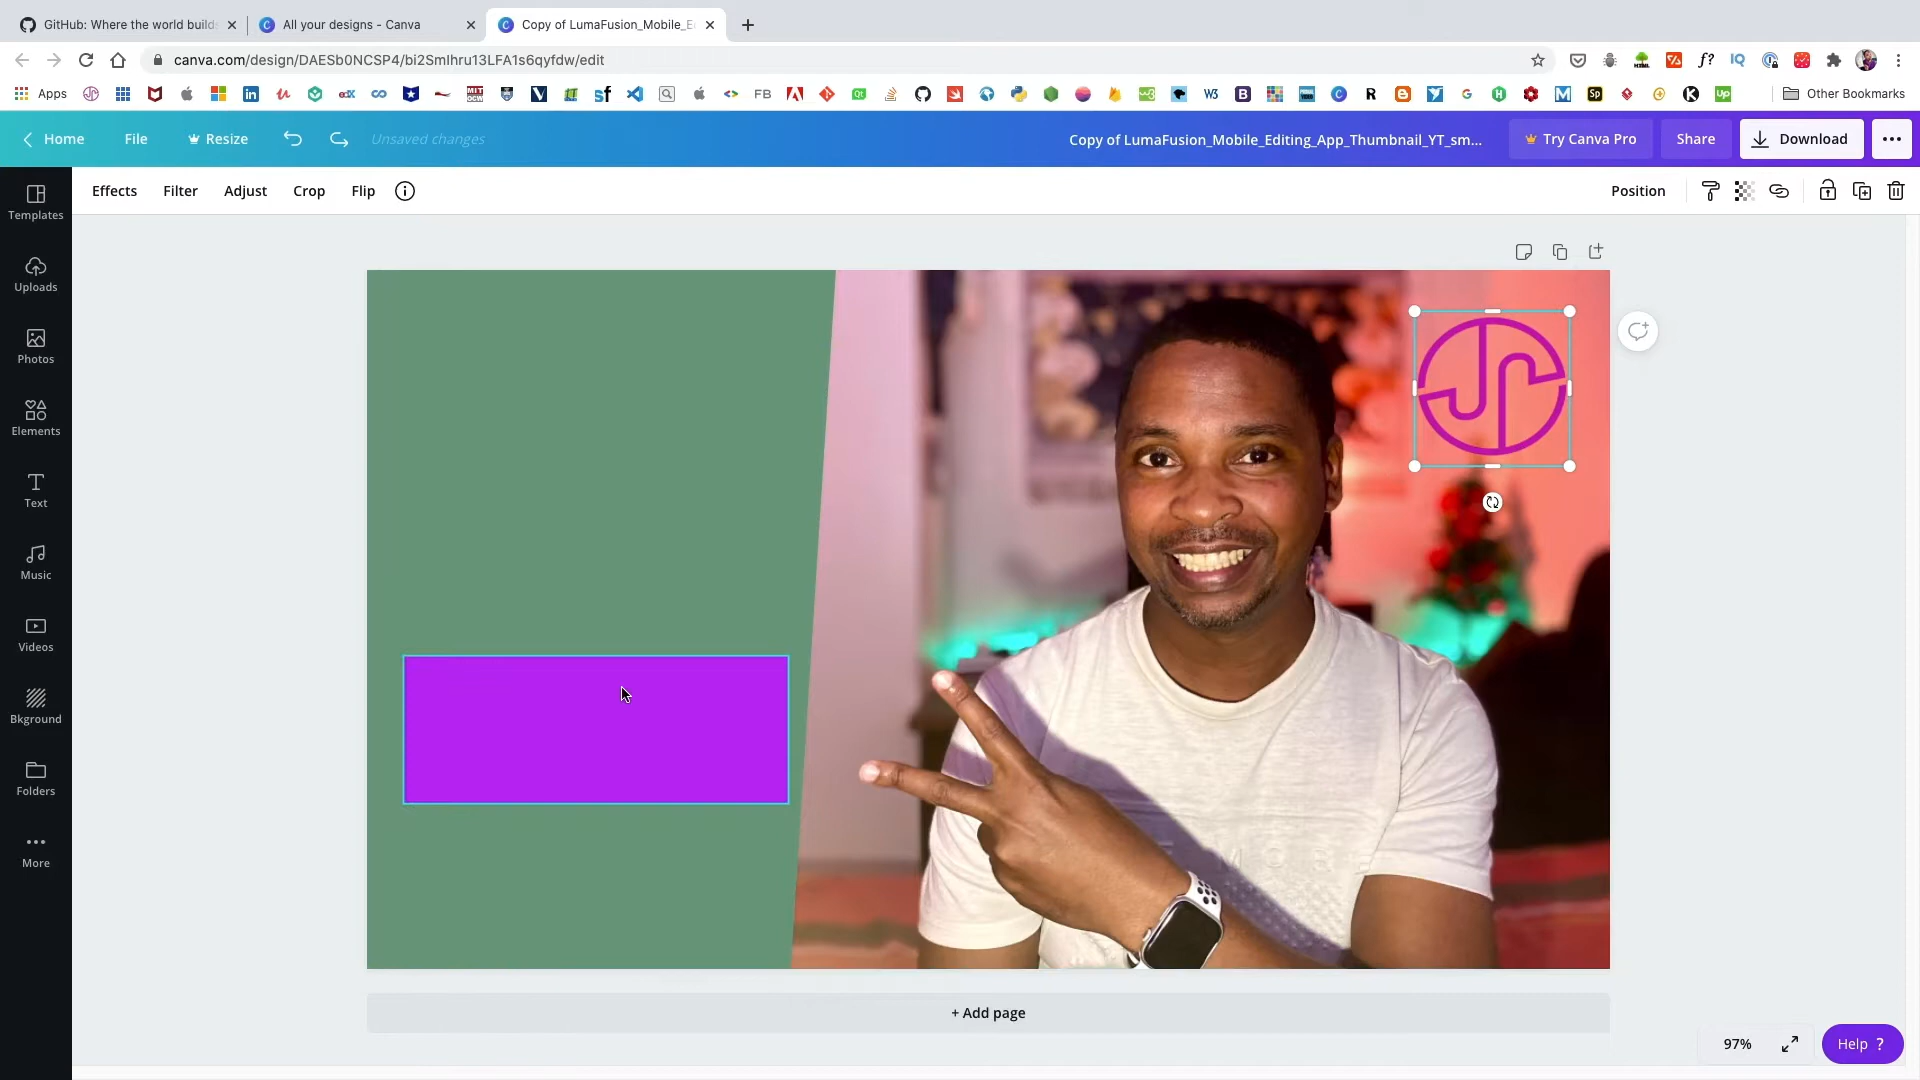 GitHub: Where the world build
All your designs - Canva
Copy of LumaFusion_Mobile_E
canva.com/design/DAESb0NCSP4/bi2SmIhru13LFA1s6qyfdw/edit
Apps
FB
W3
Other Bookmarks
Home
File
Resize
Unsaved changes
Copy of LumaFusion_Mobile_Editing_App_Thumbnail_YT_sm...
Try Canva Pro
Share
Download
Effects
Filter
Adjust
Crop
Flip
Position
Templates
Uploads
Photos
Elements
Text
Music
Videos
Bkground
Folders
More
+ Add page
97%
Help ?